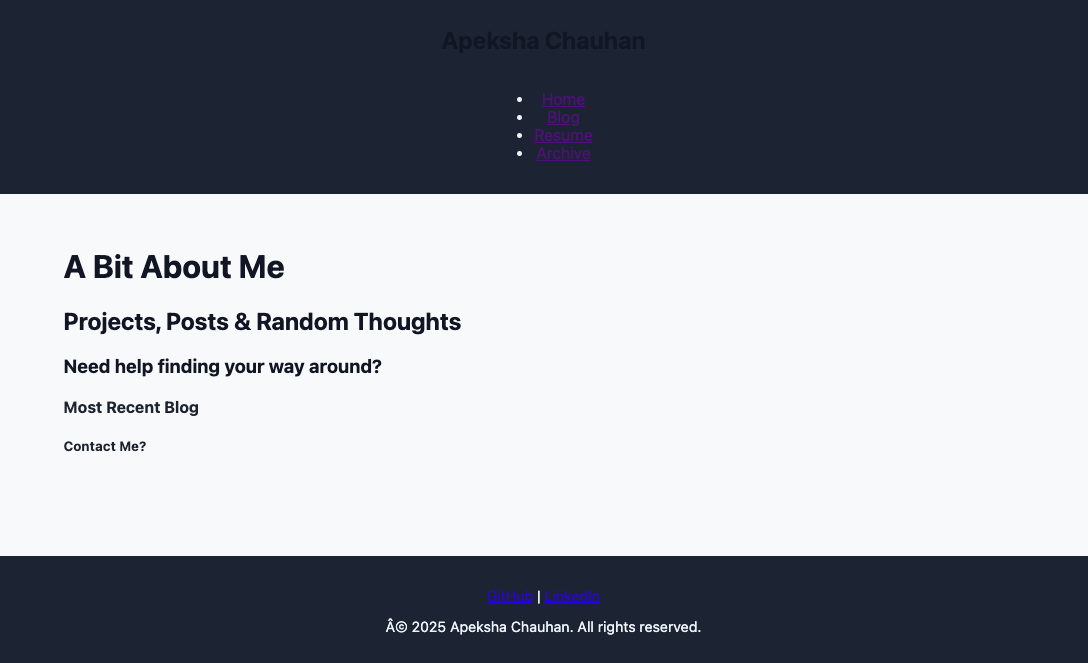 Apeksha Chauhan
Home
Blog
Resume
Archive
A Bit About Me
Projects, Posts & Random Thoughts
Need help finding your way around?
Most Recent Blog
Contact Me?
GitHub | LinkedIn
Â© 2025 Apeksha Chauhan. All rights reserved.